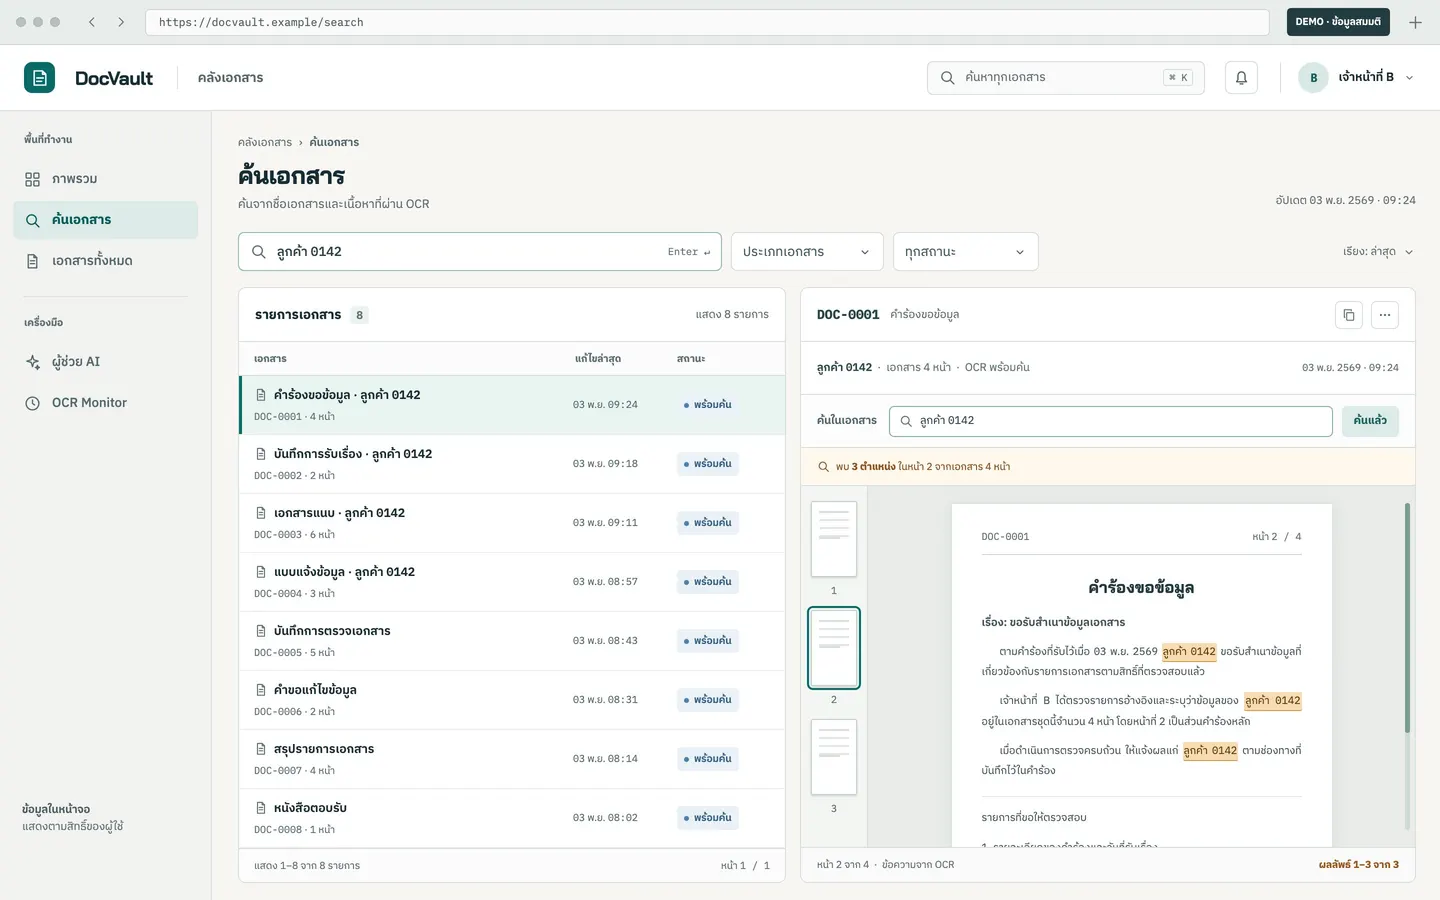 https://docvault.example/search
DEMO · ข้อมูลสมมติ
DocVault
คลังเอกสาร
ค้นหาทุกเอกสาร
⌘ K
B
เจ้าหน้าที่ B
พื้นที่ทำงาน
ภาพรวม
ค้นเอกสาร
เอกสารทั้งหมด
เครื่องมือ
ผู้ช่วย AI
OCR Monitor
ข้อมูลในหน้าจอ
แสดงตามสิทธิ์ของผู้ใช้
คลังเอกสาร › ค้นเอกสาร
ค้นเอกสาร
ค้นจากชื่อเอกสารและเนื้อหาที่ผ่าน OCR
อัปเดต 03 พ.ย. 2569 · 09:24
ลูกค้า 0142
Enter ↵
ประเภทเอกสาร
ทุกสถานะ
เรียง: ล่าสุด
รายการเอกสาร 8
แสดง 8 รายการ
เอกสาร แก้ไขล่าสุด สถานะ
คำร้องขอข้อมูล · ลูกค้า 0142
DOC-0001 · 4 หน้า
03 พ.ย. 09:24
พร้อมค้น
บันทึกการรับเรื่อง · ลูกค้า 0142
DOC-0002 · 2 หน้า
03 พ.ย. 09:18
พร้อมค้น
เอกสารแนบ · ลูกค้า 0142
DOC-0003 · 6 หน้า
03 พ.ย. 09:11
พร้อมค้น
แบบแจ้งข้อมูล · ลูกค้า 0142
DOC-0004 · 3 หน้า
03 พ.ย. 08:57
พร้อมค้น
บันทึกการตรวจเอกสาร
DOC-0005 · 5 หน้า
03 พ.ย. 08:43
พร้อมค้น
คำขอแก้ไขข้อมูล
DOC-0006 · 2 หน้า
03 พ.ย. 08:31
พร้อมค้น
สรุปรายการเอกสาร
DOC-0007 · 4 หน้า
03 พ.ย. 08:14
พร้อมค้น
หนังสือตอบรับ
DOC-0008 · 1 หน้า
03 พ.ย. 08:02
พร้อมค้น
แสดง 1–8 จาก 8 รายการ
หน้า 1 / 1
DOC-0001 คำร้องขอข้อมูล
ลูกค้า 0142 · เอกสาร 4 หน้า · OCR พร้อมค้น
03 พ.ย. 2569 · 09:24
ค้นในเอกสาร
ลูกค้า 0142
ค้นแล้ว
พบ 3 ตำแหน่ง ในหน้า 2 จากเอกสาร 4 หน้า
1
2
3
DOC-0001
หน้า 2 / 4
คำร้องขอข้อมูล
เรื่อง: ขอรับสำเนาข้อมูลเอกสาร
ตามคำร้องที่รับไว้เมื่อ 03 พ.ย. 2569 ลูกค้า 0142 ขอรับสำเนาข้อมูลที่
เกี่ยวข้องกับรายการเอกสารตามสิทธิ์ที่ตรวจสอบแล้ว
เจ้าหน้าที่ B ได้ตรวจรายการอ้างอิงและระบุว่าข้อมูลของ ลูกค้า 0142
อยู่ในเอกสารชุดนี้จำนวน 4 หน้า โดยหน้าที่ 2 เป็นส่วนคำร้องหลัก
เมื่อดำเนินการตรวจครบถ้วน ให้แจ้งผลแก่ ลูกค้า 0142 ตามช่องทางที่
บันทึกไว้ในคำร้อง
รายการที่ขอให้ตรวจสอบ
หน้า 2 จาก 4 · ข้อความจาก OCR
ผลลัพธ์ 1–3 จาก 3